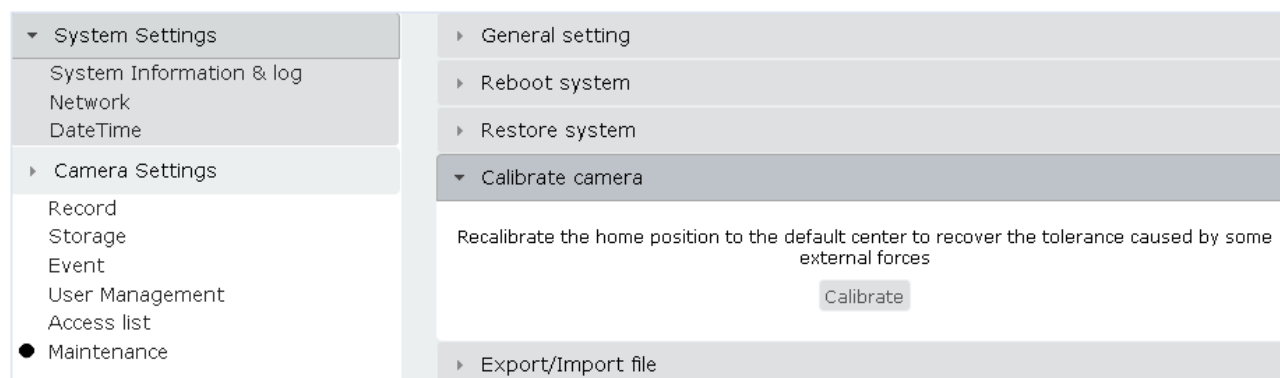 System Settings
System Information & log
Network
DateTime
Camera Settings
Record
Storage
Event
User Management
Access list
Maintenance
General setting
Reboot system
Restore system
Calibrate camera
Recalibrate the home position to the default center to recover the tolerance caused by some
external forces
Calibrate
Export/Import file